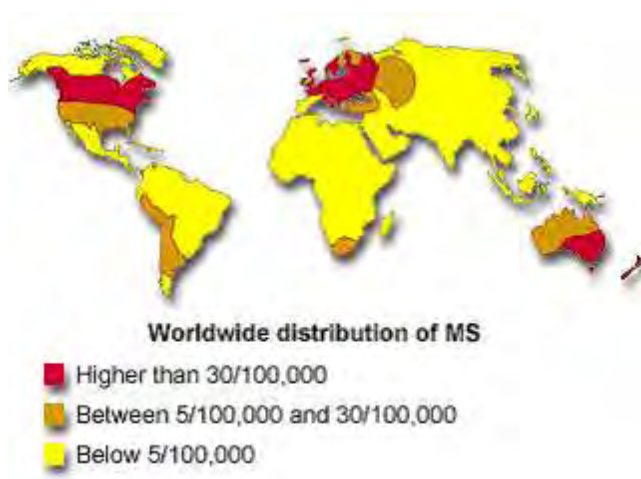 Worldwide distribution of MS
Higher than 30/100,000
Between 5/100,000 and 30/100,000
Below 5/100,000